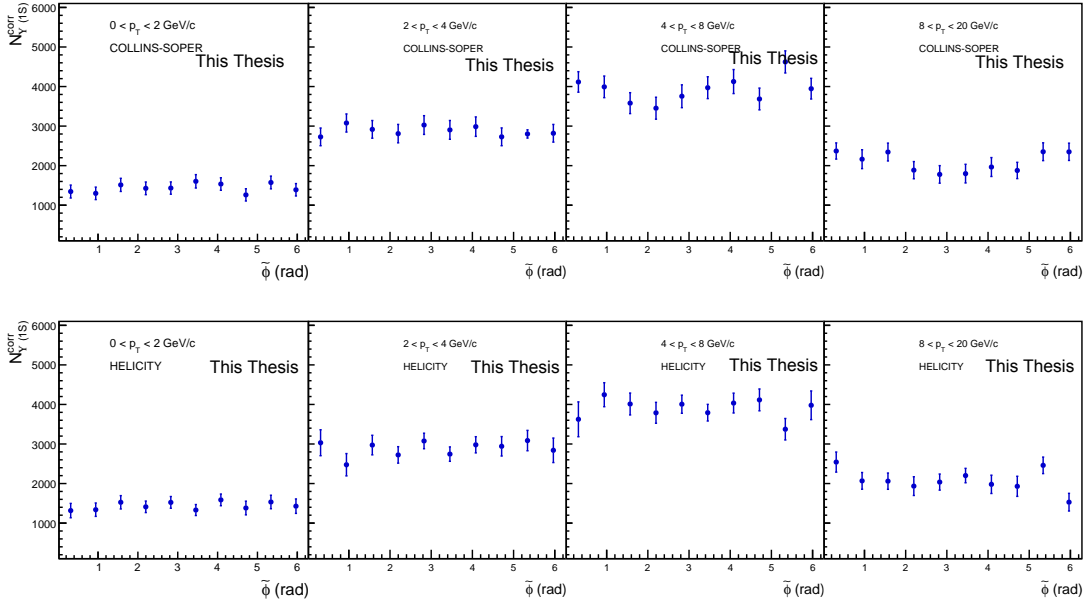 N^corr_Υ (1S)
0 < p_T < 2 GeV/c
COLLINS-SOPER
This Thesis
2 < p_T < 4 GeV/c
COLLINS-SOPER
This Thesis
4 < p_T < 8 GeV/c
COLLINS-SOPER
This Thesis
8 < p_T < 20 GeV/c
COLLINS-SOPER
This Thesis
6000
5000
4000
3000
2000
1000
1 2 3 4 5 6
1 2 3 4 5 6
1 2 3 4 5 6
1 2 3 4 5 6
φ̃ (rad)
φ̃ (rad)
φ̃ (rad)
φ̃ (rad)
N^corr_Υ (1S)
0 < p_T < 2 GeV/c
HELICITY
This Thesis
2 < p_T < 4 GeV/c
HELICITY
This Thesis
4 < p_T < 8 GeV/c
HELICITY
This Thesis
8 < p_T < 20 GeV/c
HELICITY
This Thesis
6000
5000
4000
3000
2000
1000
1 2 3 4 5 6
1 2 3 4 5 6
1 2 3 4 5 6
1 2 3 4 5 6
φ̃ (rad)
φ̃ (rad)
φ̃ (rad)
φ̃ (rad)